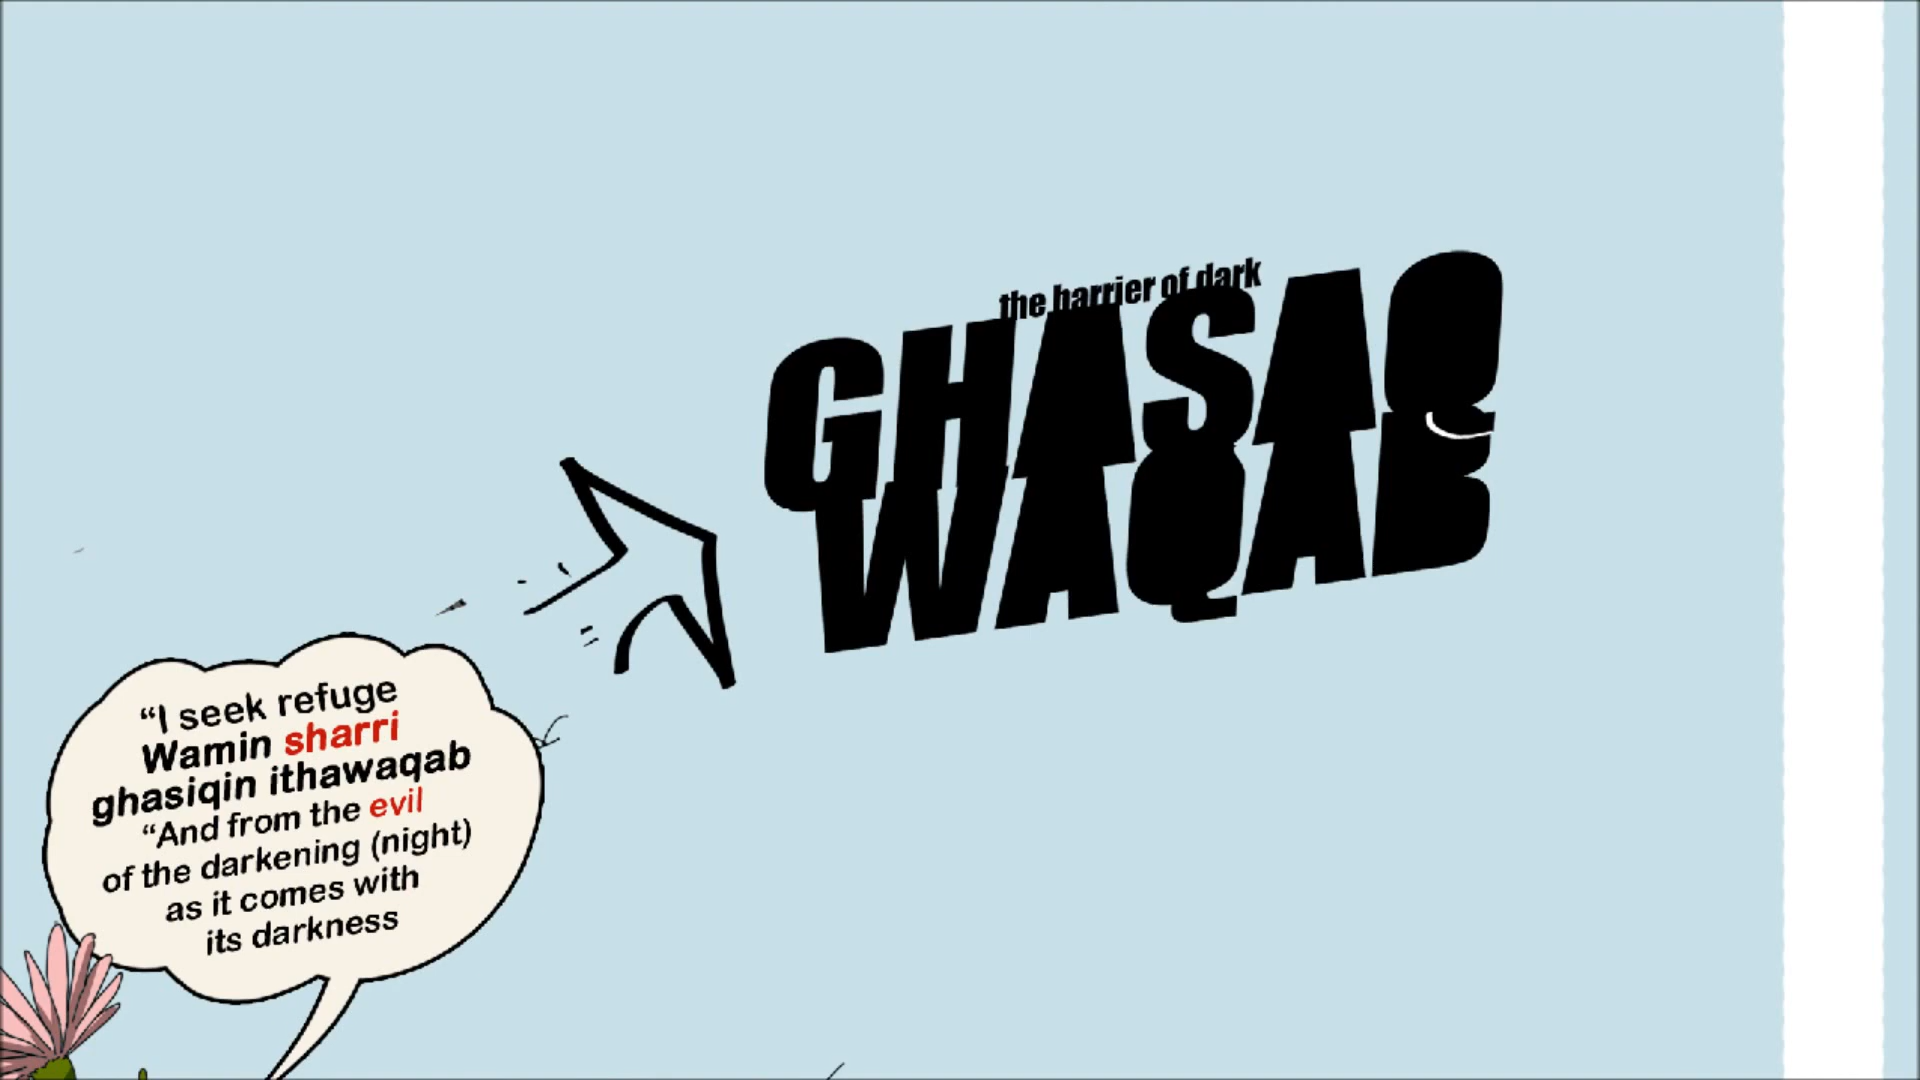 the barrier of dark
GHASAQ
WAQAB
“I seek refuge
Wamin sharri
ghasiqin ithawaqab
“And from the evil
of the darkening (night)
as it comes with
its darkness